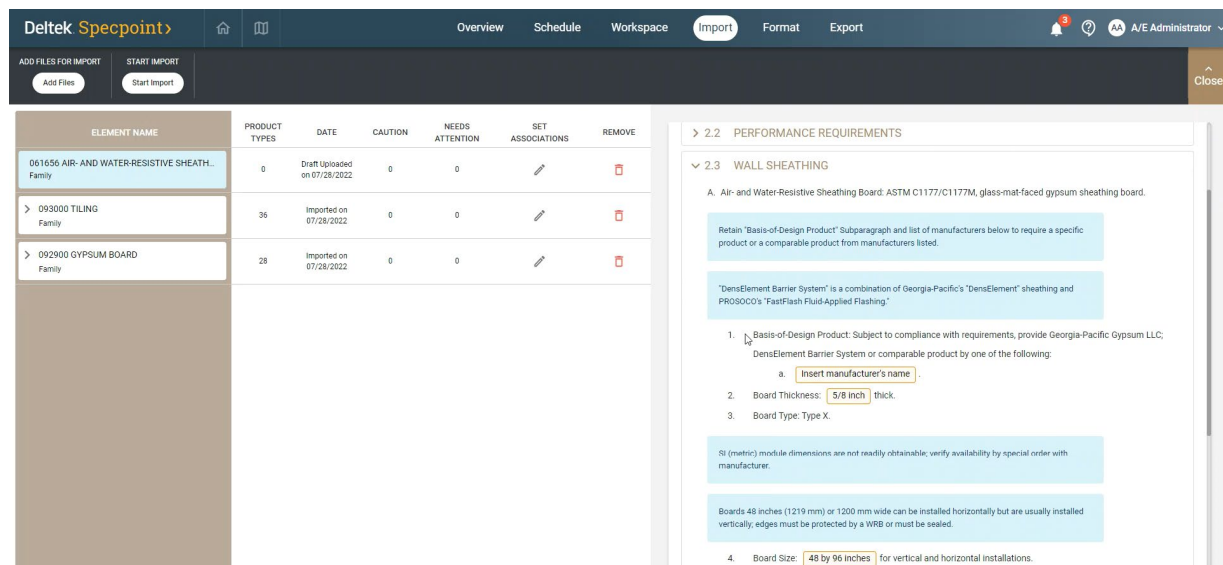 Deltek Specpoint
Overview Schedule Workspace Import Format Export
3
AA A/E Administrator
ADD FILES FOR IMPORT START IMPORT
Add Files Start Import
Close
ELEMENT NAME PRODUCT TYPES DATE CAUTION NEEDS ATTENTION SET ASSOCIATIONS REMOVE
061656 AIR- AND WATER-RESISTIVE SHEATH...
Family
0 Draft Uploaded on 07/28/2022 0 0
093000 TILING
Family
36 Imported on 07/28/2022 0 0
092900 GYPSUM BOARD
Family
28 Imported on 07/28/2022 0 0
2.2 PERFORMANCE REQUIREMENTS
2.3 WALL SHEATHING
A. Air- and Water-Resistive Sheathing Board: ASTM C1177/C1177M, glass-mat-faced gypsum sheathing board.
Retain "Basis-of-Design Product" Subparagraph and list of manufacturers below to require a specific
product or a comparable product from manufacturers listed.
"DensElement Barrier System" is a combination of Georgia-Pacific's "DensElement" sheathing and
PROSOCO's "FastFlash Fluid-Applied Flashing."
1. Basis-of-Design Product: Subject to compliance with requirements, provide Georgia-Pacific Gypsum LLC;
DensElement Barrier System or comparable product by one of the following:
a. Insert manufacturer's name .
2. Board Thickness: 5/8 inch thick.
3. Board Type: Type X.
SI (metric) module dimensions are not readily obtainable; verify availability by special order with
manufacturer.
Boards 48 inches (1219 mm) or 1200 mm wide can be installed horizontally but are usually installed
vertically; edges must be protected by a WRB or must be sealed.
4. Board Size: 48 by 96 inches for vertical and horizontal installations.